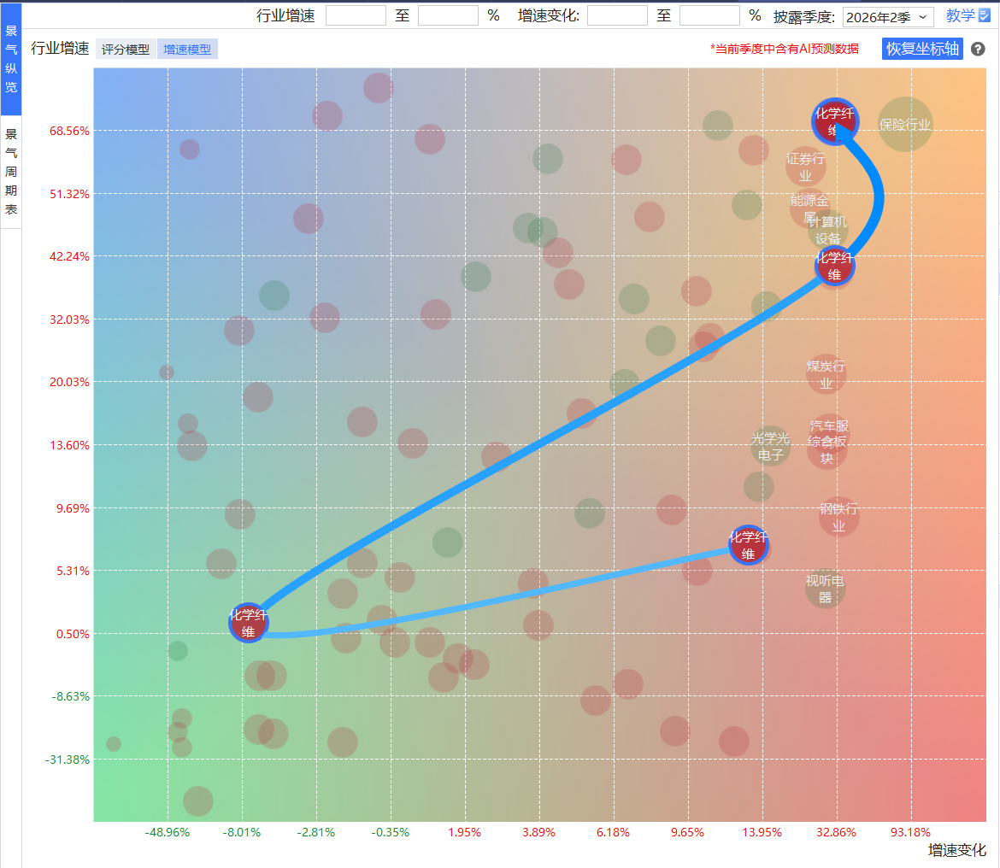 行业增速 至 % 增速变化: 至 % 披露季度: 2026年2季 教学
景气纵览
景气周期表
行业增速 评分模型 增速模型 *当前季度中含有AI预测数据 恢复坐标轴 ?
68.56%
51.32%
42.24%
32.03%
20.03%
13.60%
9.69%
5.31%
0.50%
-8.63%
-31.38%
化学纤
维
保险行业
证券行
业
能源金
属
计算机
设备
化学纤
维
煤炭行
业
汽车服
综合板
块
光学光
电子
钢铁行
业
化学纤
维
视听电
器
化学纤
维
-48.96% -8.01% -2.81% -0.35% 1.95% 3.89% 6.18% 9.65% 13.95% 32.86% 93.18%
增速变化